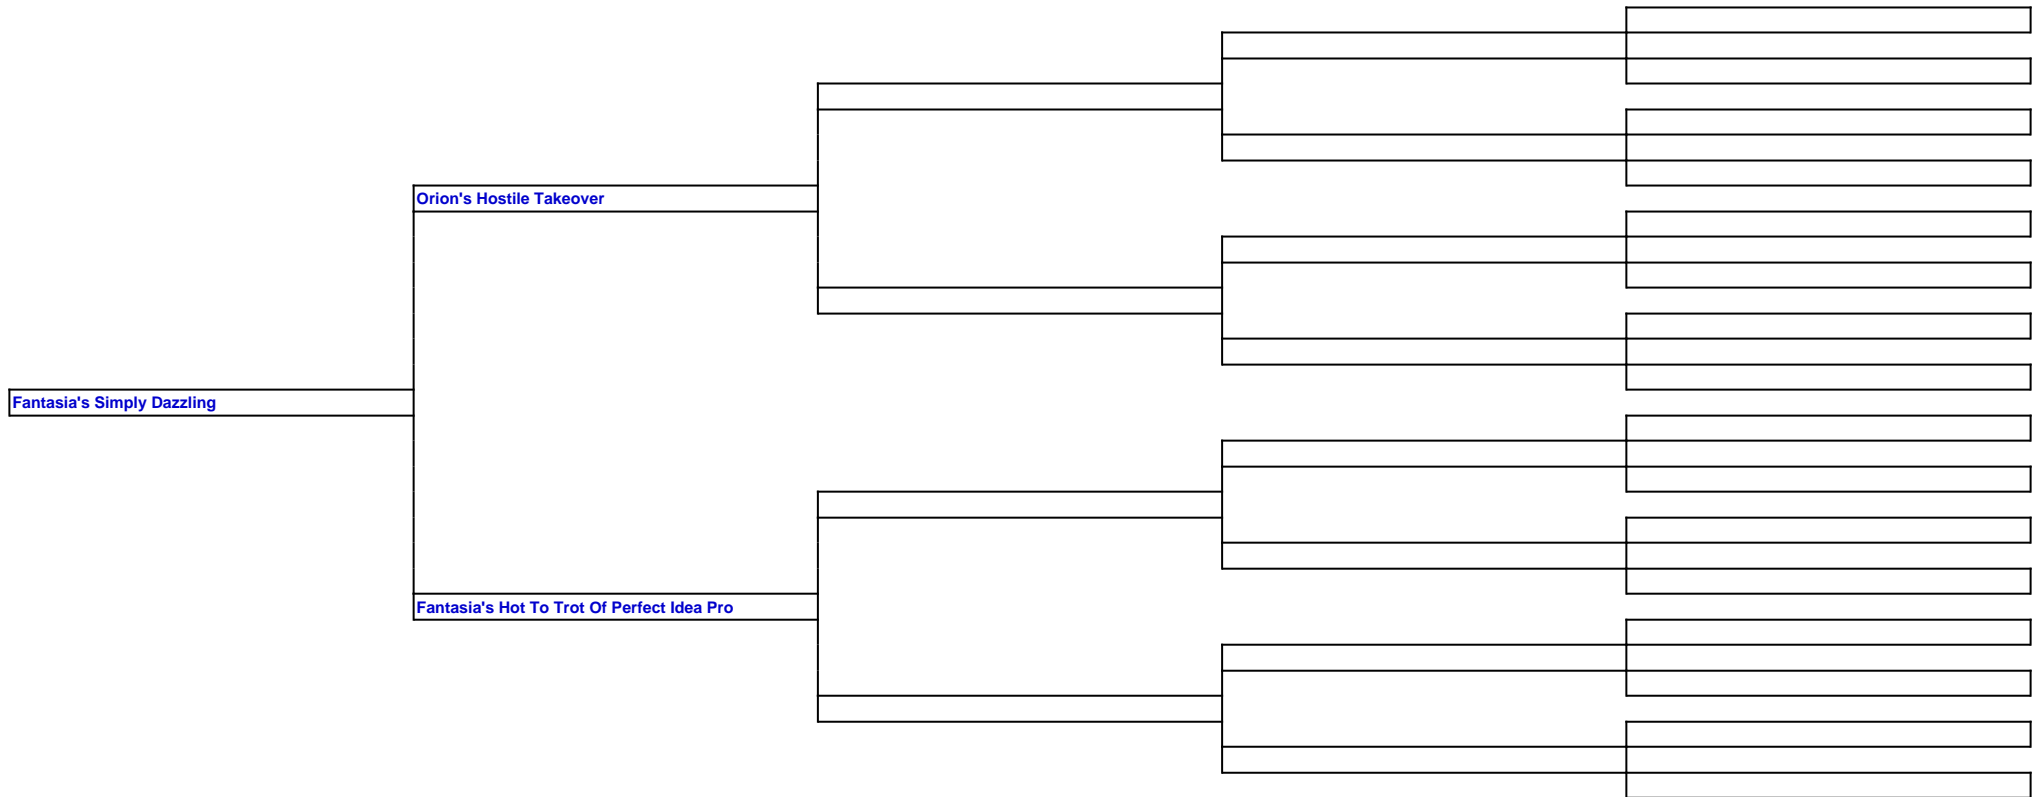 Orion's Hostile Takeover
Fantasia's Simply Dazzling
Fantasia's Hot To Trot Of Perfect Idea Pro